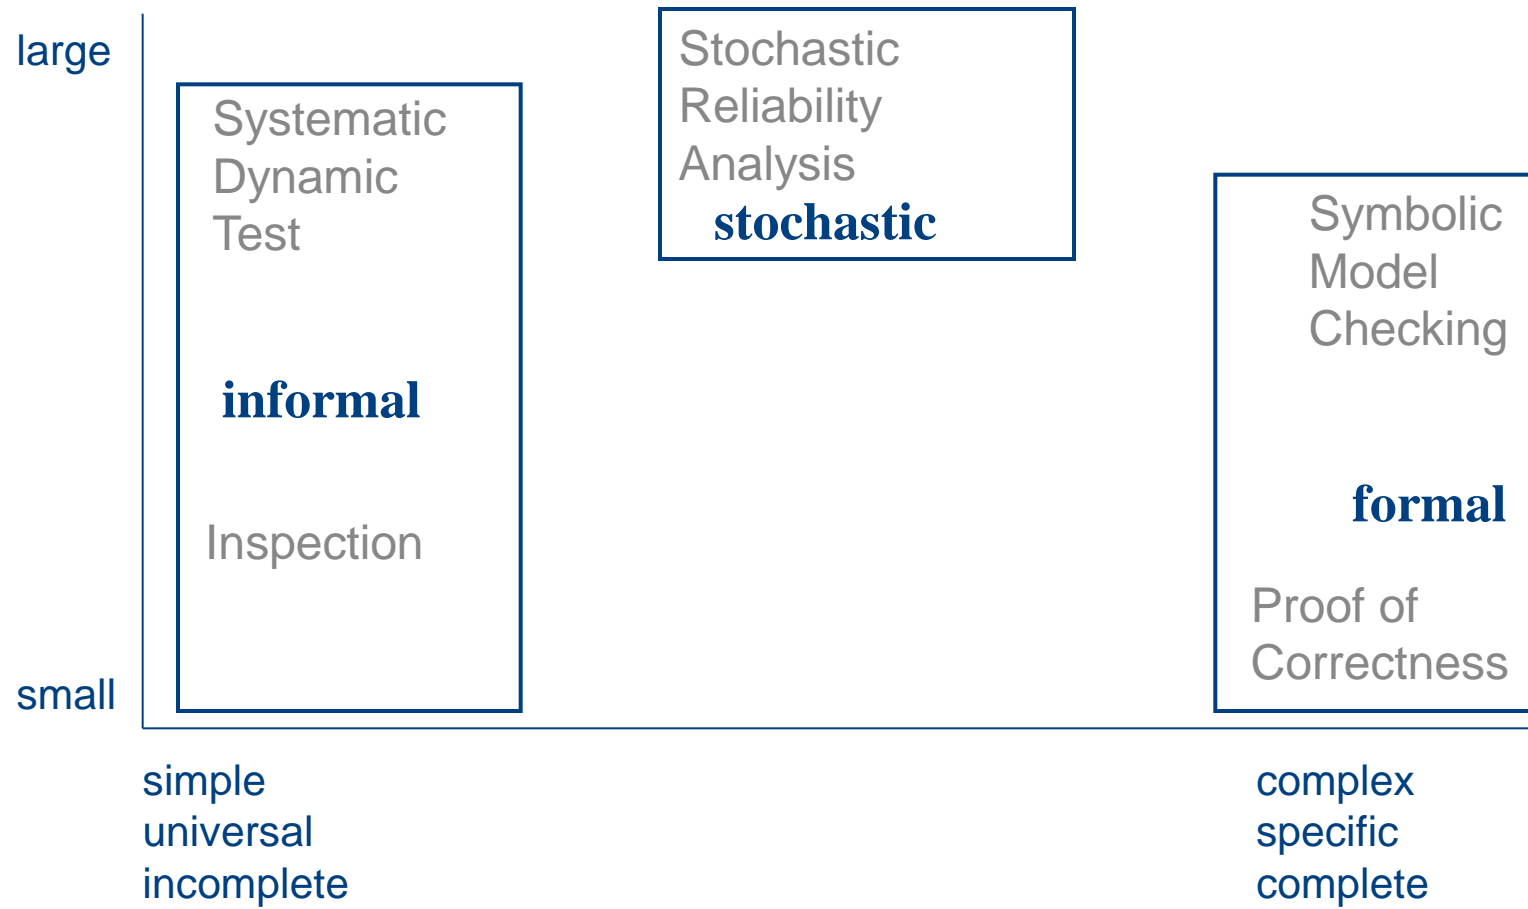 large
Systematic
Dynamic
Test
informal
Inspection
small
Stochastic
Reliability
Analysis
stochastic
Symbolic
Model
Checking
formal
Proof of
Correctness
simple
universal
incomplete
complex
specific
complete